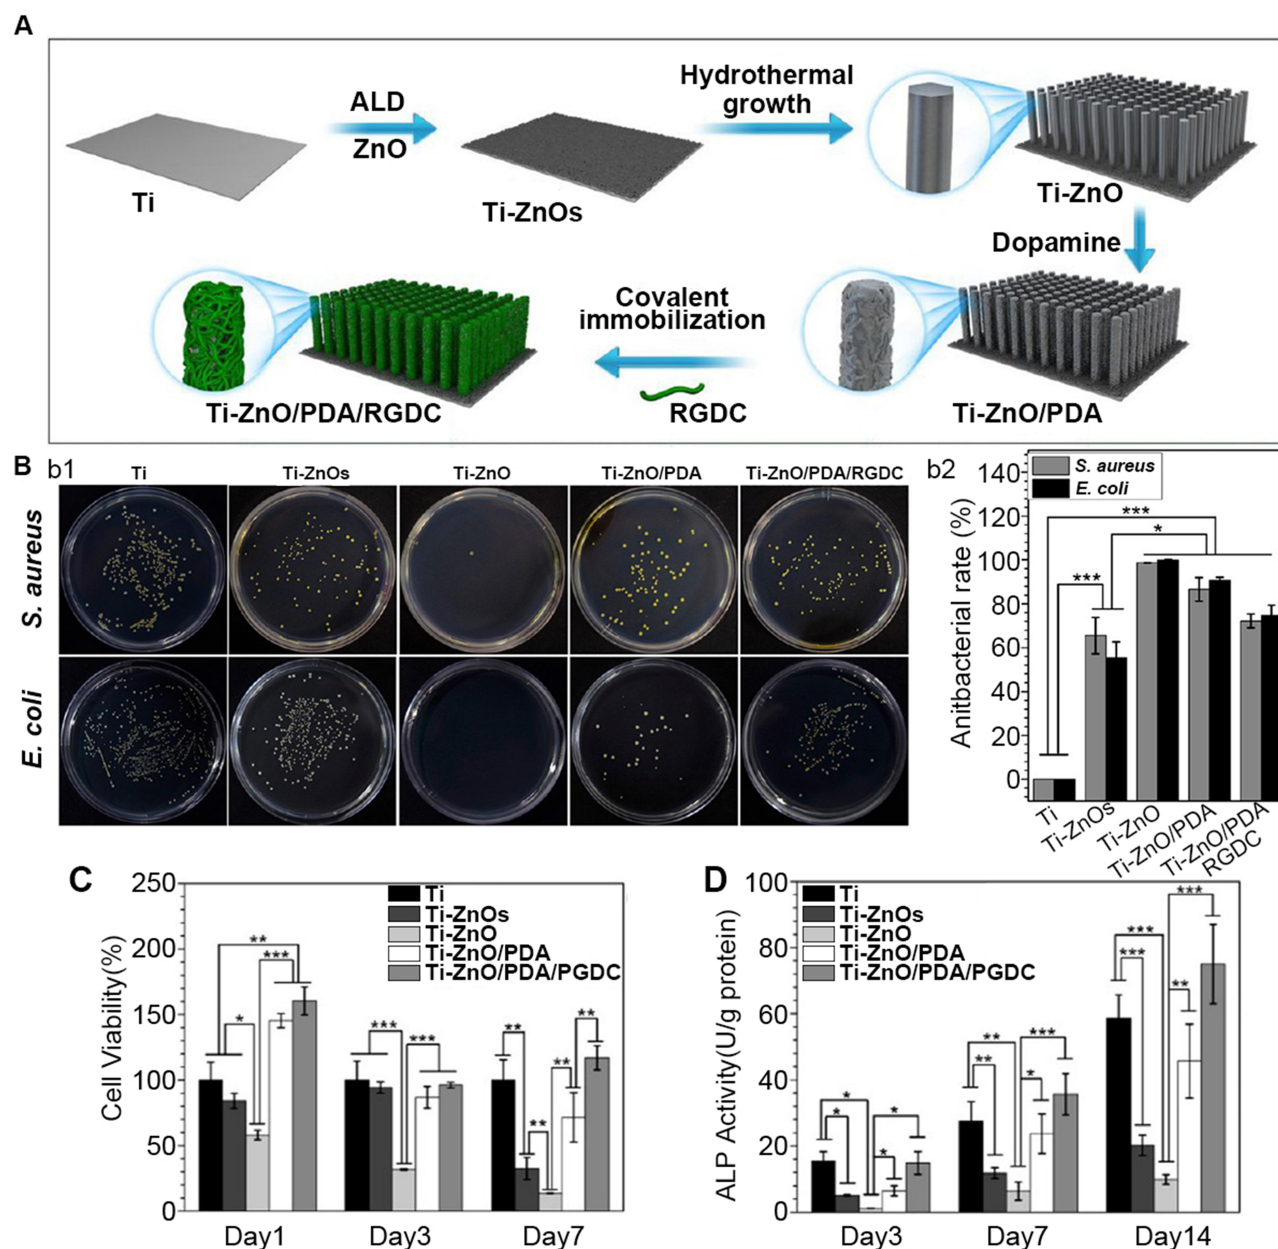 A
ALD
ZnO
Hydrothermal
growth
Ti
Ti-ZnOs
Ti-ZnO
Dopamine
Covalent
immobilization
RGDC
Ti-ZnO/PDA/RGDC
Ti-ZnO/PDA
B
b1
Ti
Ti-ZnOs
Ti-ZnO
Ti-ZnO/PDA
Ti-ZnO/PDA/RGDC
S. aureus
E. coli
b2
S. aureus
E. coli
Anitbacterial rate (%)
140
120
100
80
60
40
20
0
***
*
***
Ti
Ti-ZnOs
Ti-ZnO
Ti-ZnO/PDA
Ti-ZnO/PDA
RGDC
C
Cell Viability(%)
250
200
150
100
50
0
Ti
Ti-ZnOs
Ti-ZnO
Ti-ZnO/PDA
Ti-ZnO/PDA/PGDC
**
***
*
***
***
**
**
**
**
Day1
Day3
Day7
D
ALP Activity(U/g protein)
100
80
60
40
20
0
Ti
Ti-ZnOs
Ti-ZnO
Ti-ZnO/PDA
Ti-ZnO/PDA/PGDC
*
*
*
*
**
**
***
*
***
***
***
**
Day3
Day7
Day14